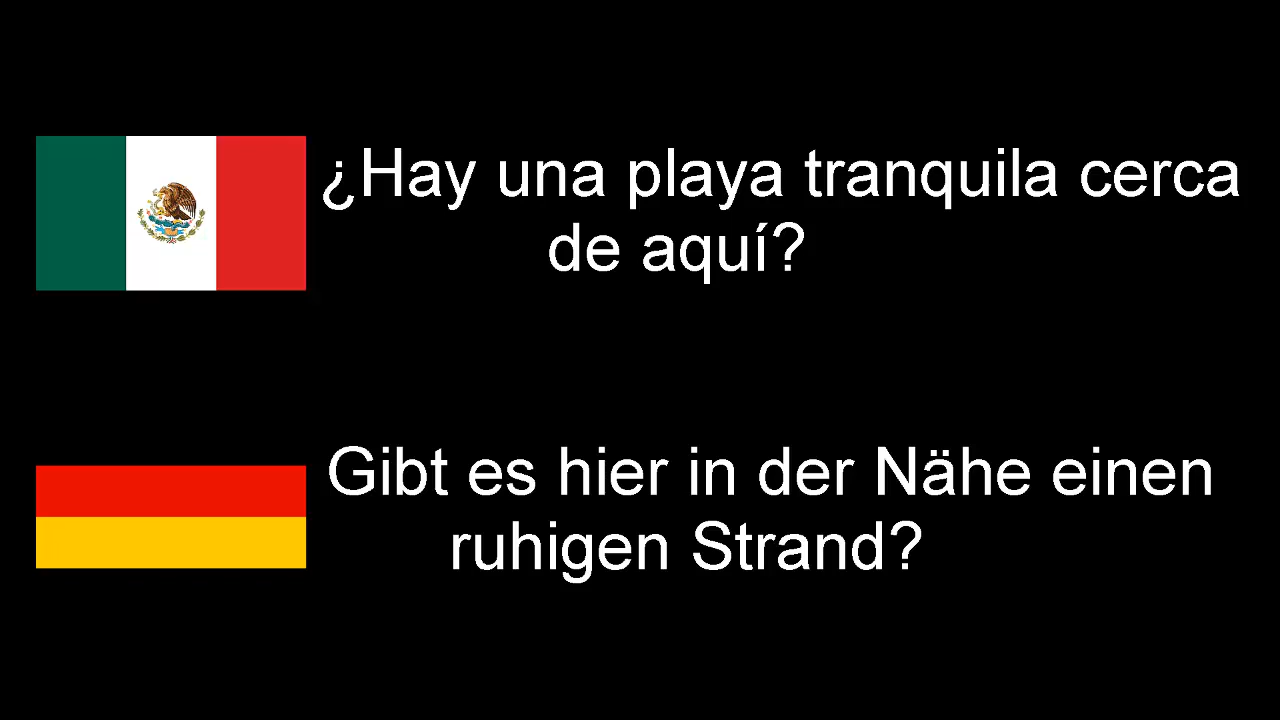 ¿Hay una playa tranquila cerca
de aquí?
Gibt es hier in der Nähe einen
ruhigen Strand?